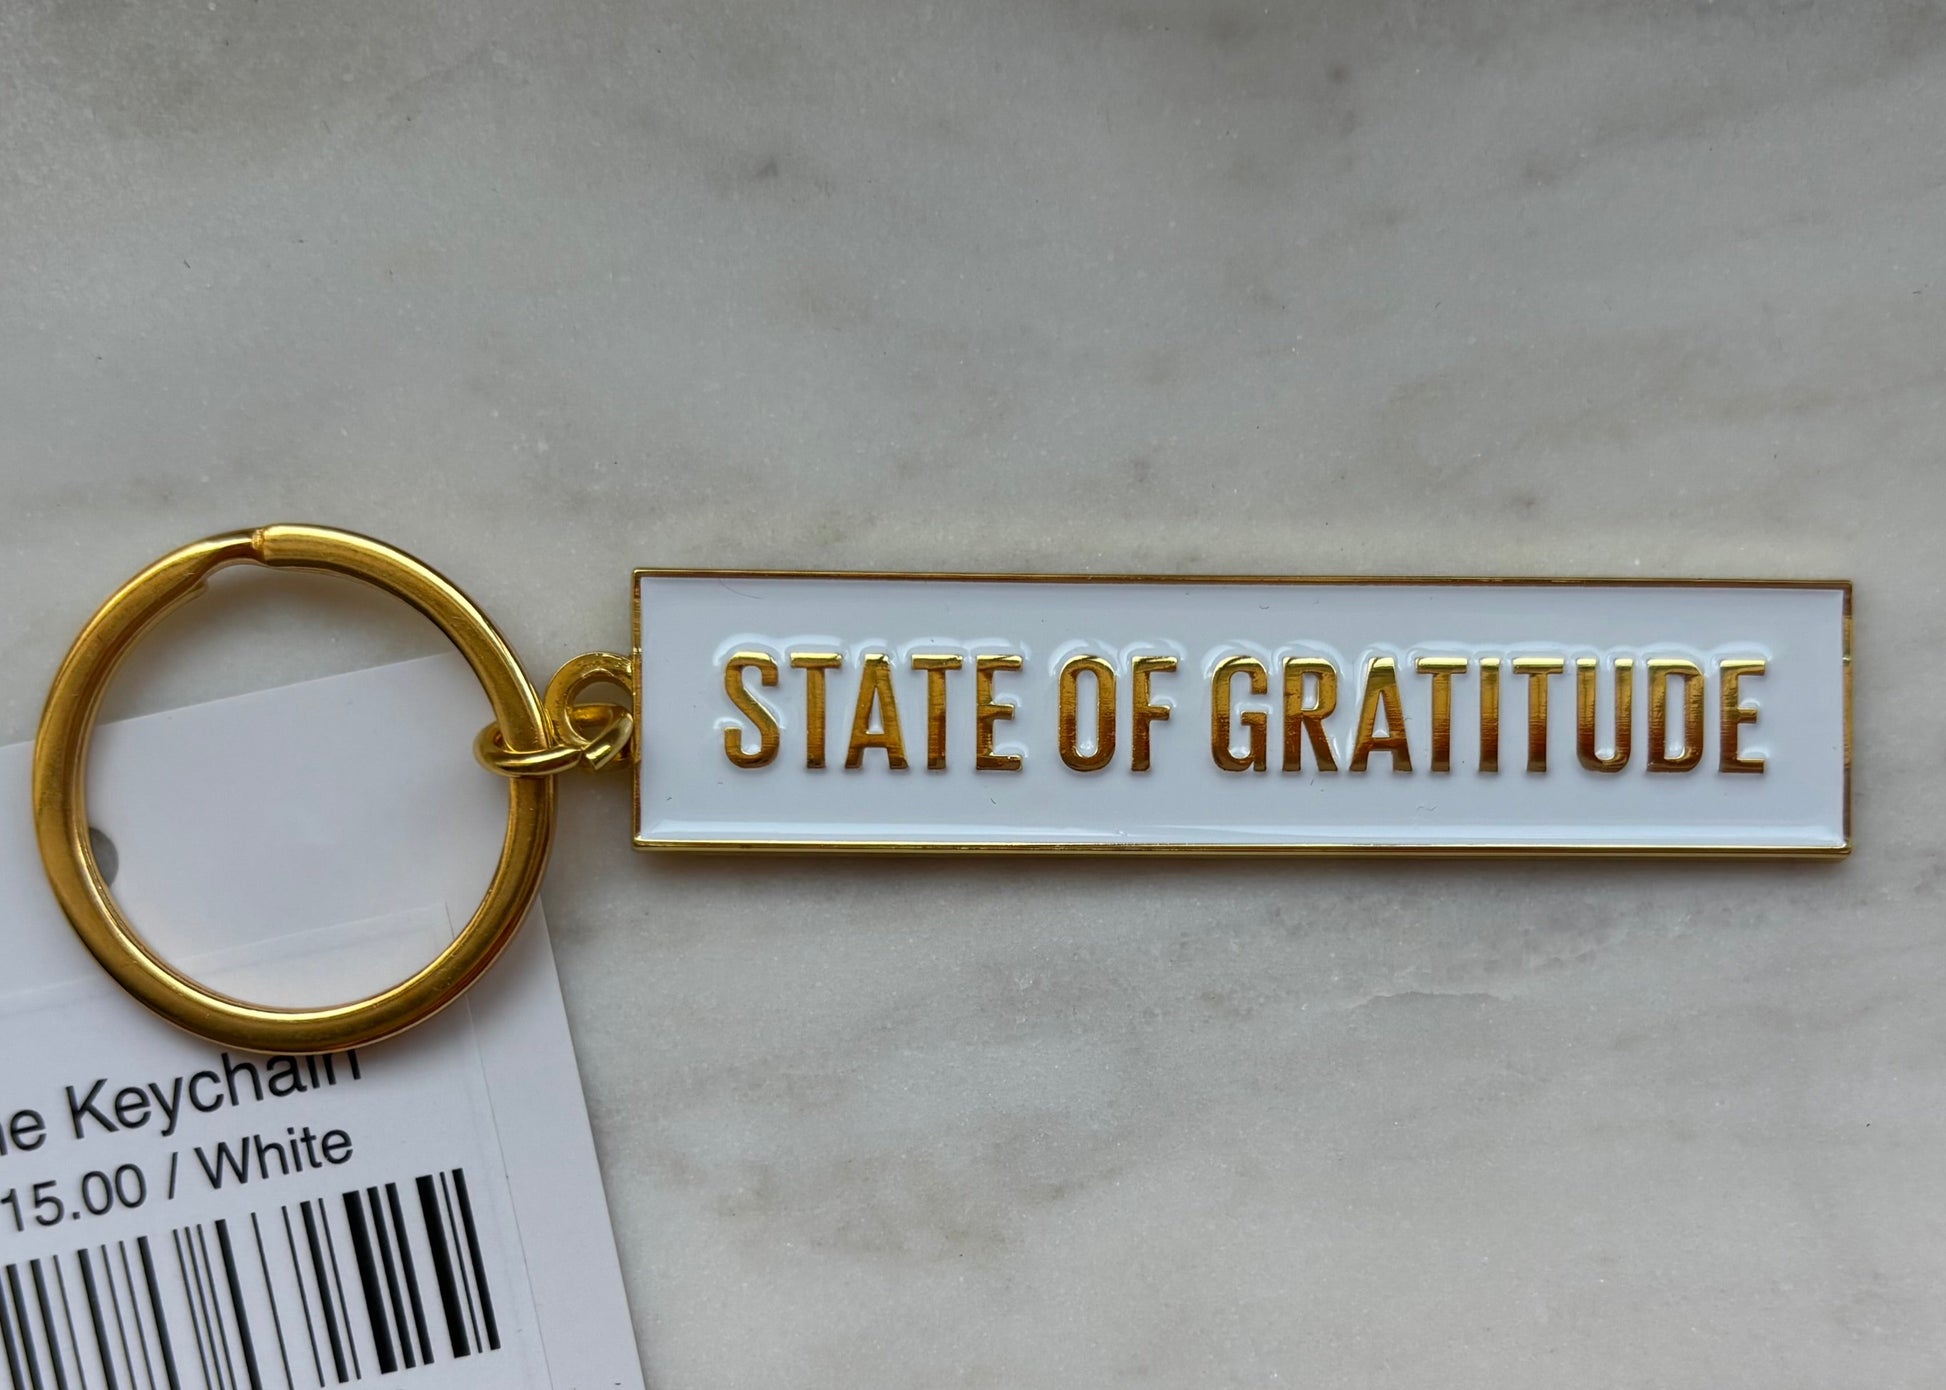 STATE OF GRATITUDE
Keychain
15.00 / White